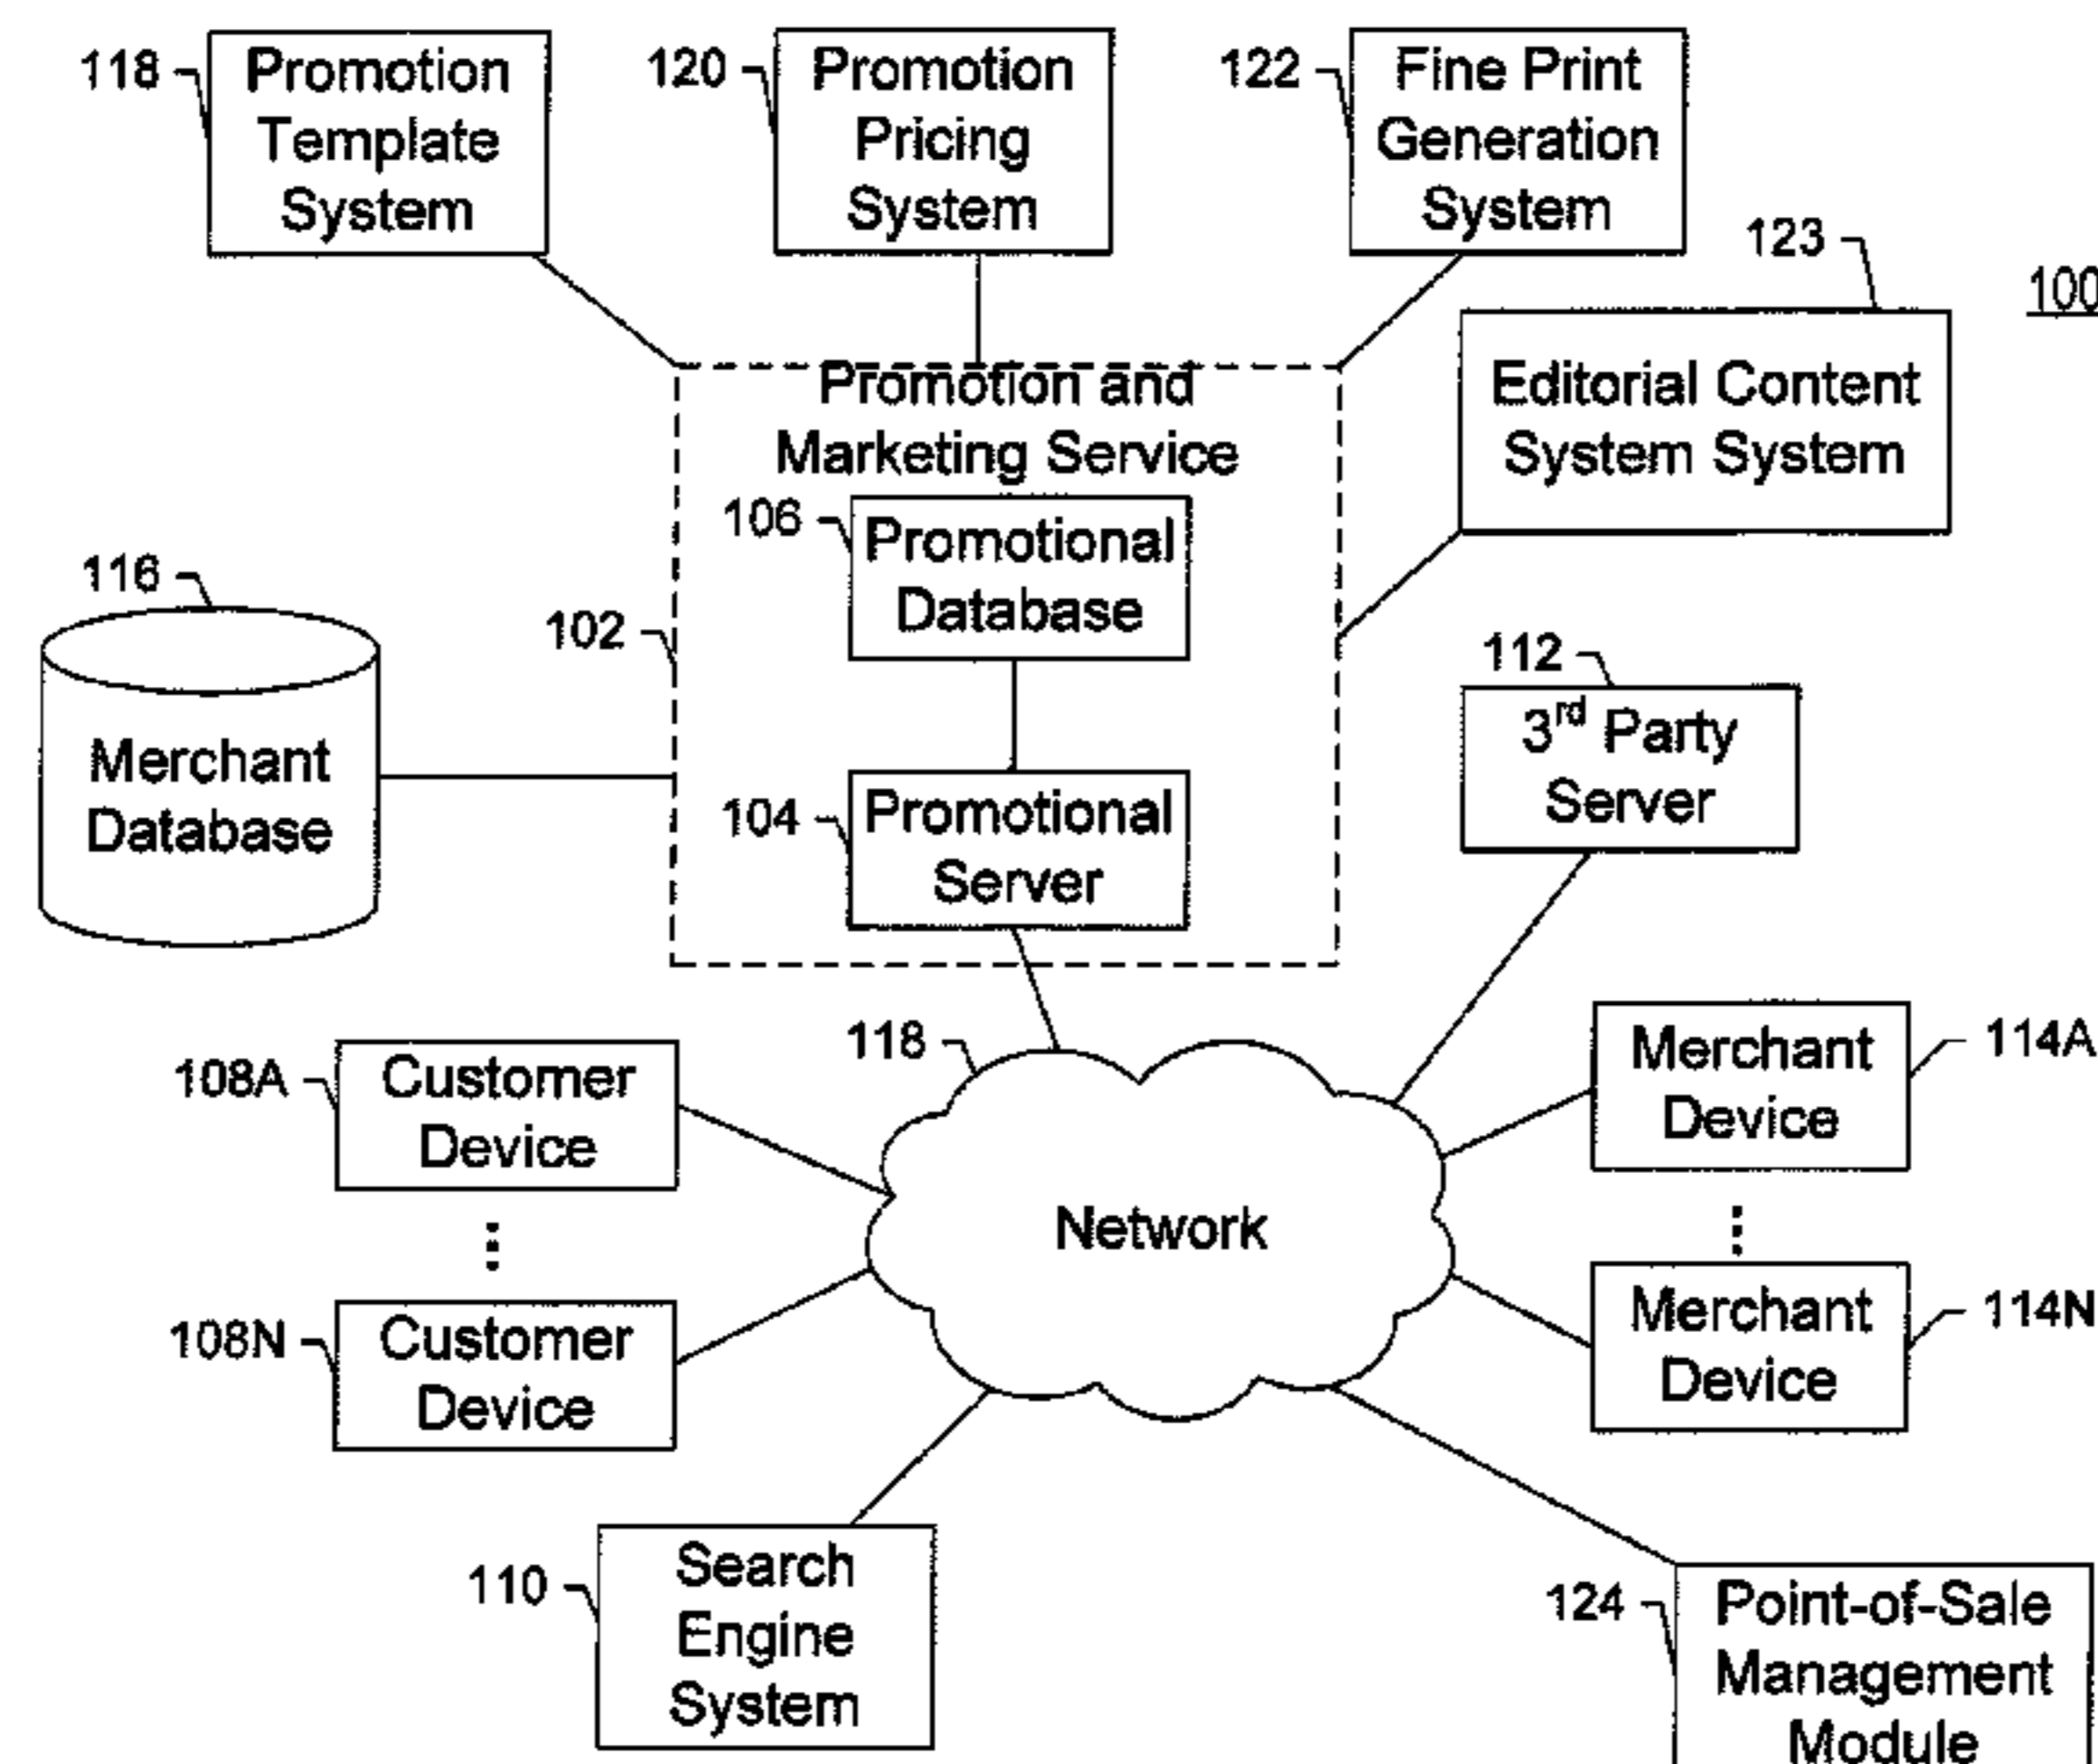 118
Promotion
Template
System
120
Promotion
Pricing
System
122
Fine Print
Generation
System
123
100
Editorial Content
System System
Promotion and
Marketing Service
106
Promotional
Database
116
102
Merchant
Database
104
Promotional
Server
112
3rd Party
Server
118
Network
108A
Customer
Device
108N
Customer
Device
Merchant
Device
114A
Merchant
Device
114N
110
Search
Engine
System
124
Point-of-Sale
Management
Module